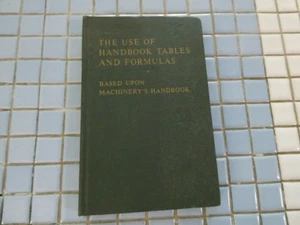 THE USE OF
HANDBOOK TABLES
AND FORMULAS
BASED UPON
MACHINERY'S HANDBOOK